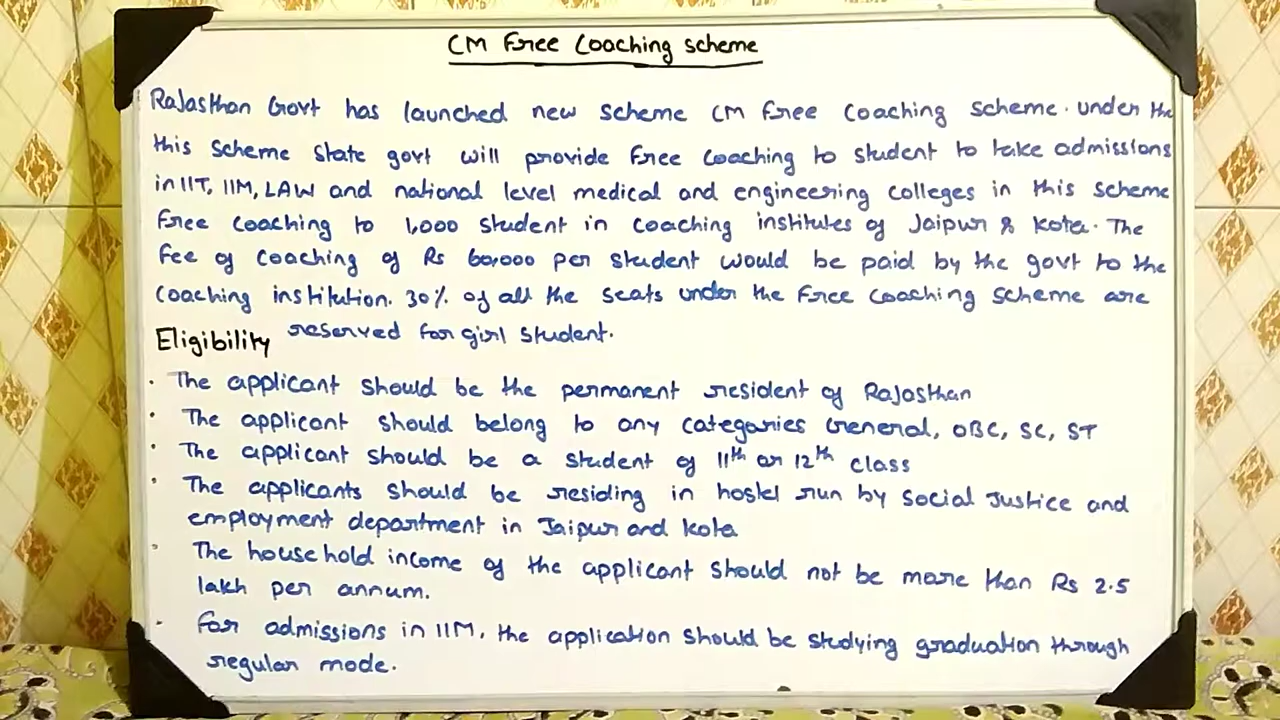 CM Free Coaching scheme
Rajasthan Govt has launched new scheme CM Free Coaching scheme. under the
this scheme state govt will provide free coaching to student to take admissions
in IIT, IIM, LAW and national level medical and engineering colleges in this scheme
free coaching to 1,000 student in coaching institutes of Jaipur & Kota. The
fee of coaching of Rs 60,000 per student would be paid by the govt to the
coaching institution. 30% of all the seats under the free coaching scheme are
reserved for girl student.
Eligibility
· The applicant should be the permanent resident of Rajasthan
· The applicant should belong to any categories General, OBC, SC, ST
· The applicant should be a student of 11th or 12th class
· The applicants should be residing in hostel run by social Justice and
employment department in Jaipur and kota
· The household income of the applicant should not be more than Rs 2.5
lakh per annum.
· for admissions in IIM, the application should be studying graduation through
regular mode.